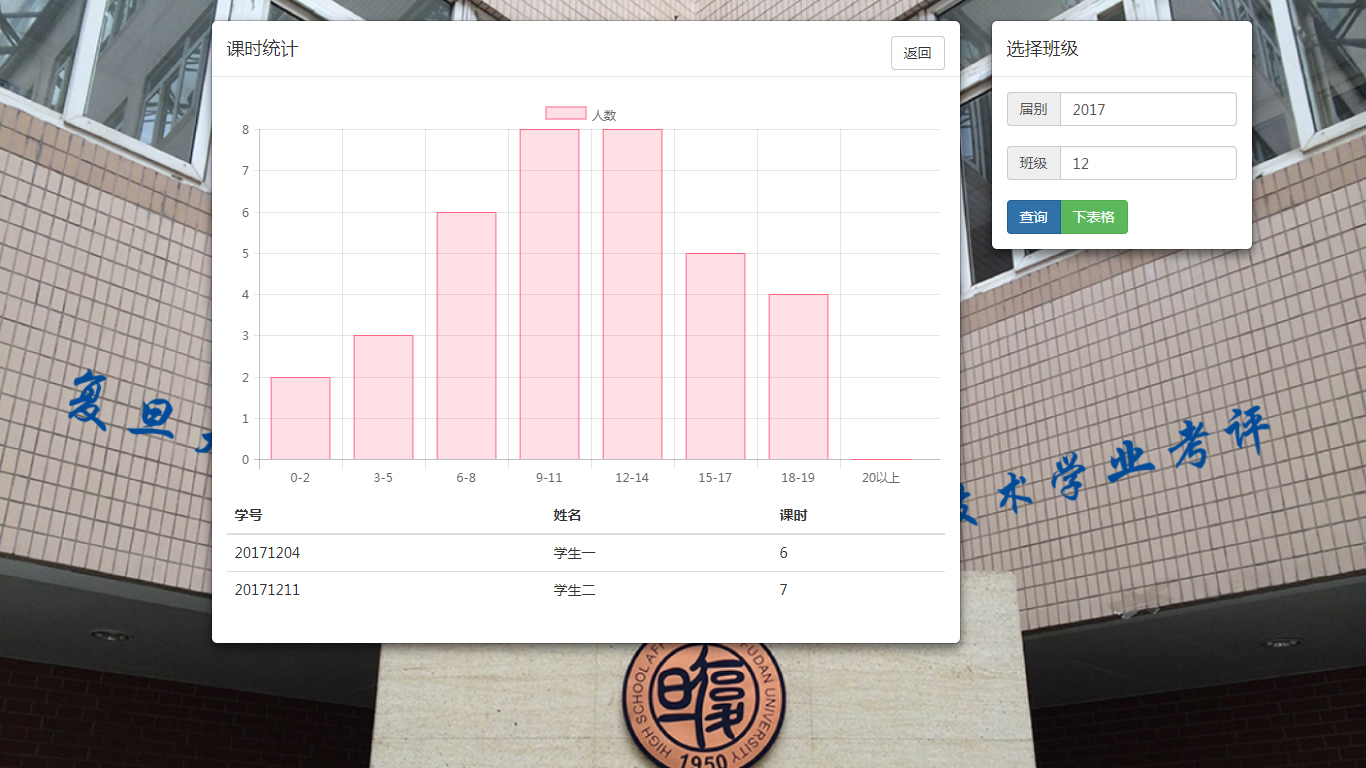 课时统计
返回
人数
8
7
6
5
4
3
2
1
0
0-2 3-5 6-8 9-11 12-14 15-17 18-19 20以上
学号 姓名 课时
20171204 学生一 6
20171211 学生二 7
选择班级
届别 2017
班级 12
查询 下表格
复旦
术学业考评
HIGH SCHOOL AF
FUDAN UNIVERSITY
1950